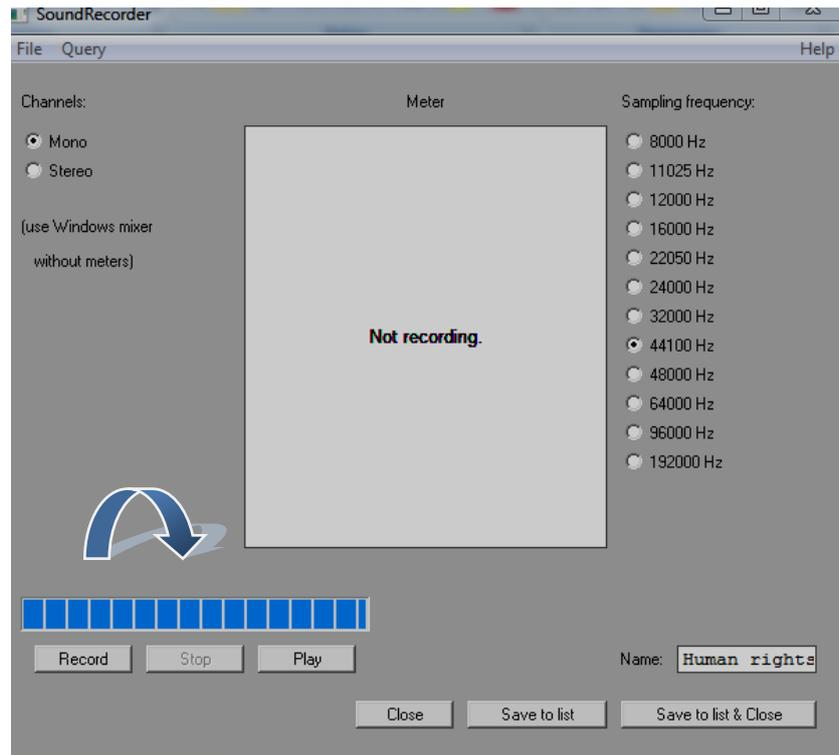 SoundRecorder
File Query Help
Channels:
Mono
Stereo
(use Windows mixer
without meters)
Meter
Not recording.
Sampling frequency:
8000 Hz
11025 Hz
12000 Hz
16000 Hz
22050 Hz
24000 Hz
32000 Hz
44100 Hz
48000 Hz
64000 Hz
96000 Hz
192000 Hz
Record Stop Play
Name: Human rights
Close Save to list Save to list & Close